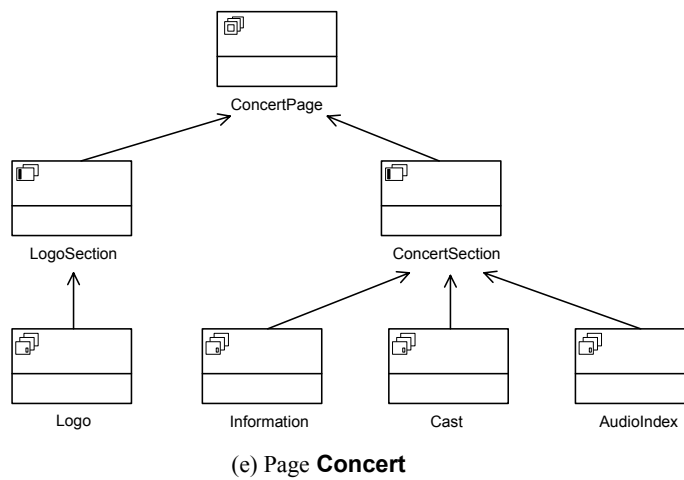 ConcertPage
LogoSection
ConcertSection
Logo
Information
Cast
AudioIndex
(e) Page Concert